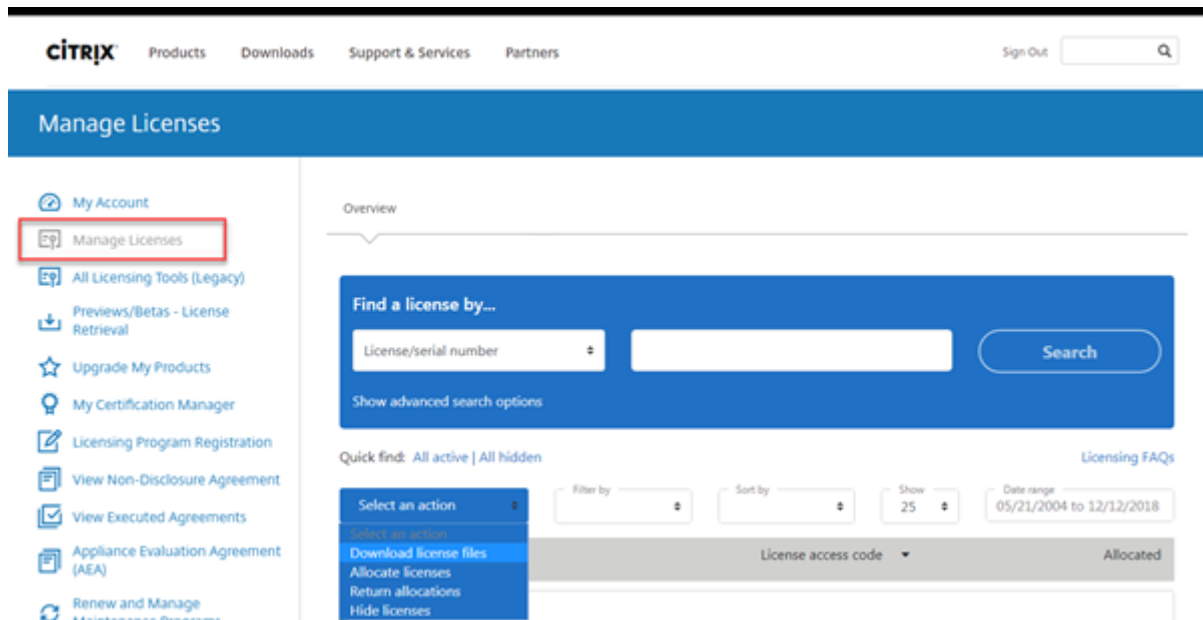 CİTRİX Products Downloads Support & Services Partners Sign Out
Manage Licenses
My Account
Manage Licenses
All Licensing Tools (Legacy)
Previews/Betas - License
Retrieval
Upgrade My Products
My Certification Manager
Licensing Program Registration
View Non-Disclosure Agreement
View Executed Agreements
Appliance Evaluation Agreement
(AEA)
Renew and Manage
Maintenance Programs
Overview
Find a license by...
License/serial number Search
Show advanced search options
Quick find: All active | All hidden Licensing FAQs
Filter by Sort by Show Date range
Select an action 25 05/21/2004 to 12/12/2018
Select an action
Download license files
Allocate licenses
Return allocations
Hide licenses
License access code Allocated